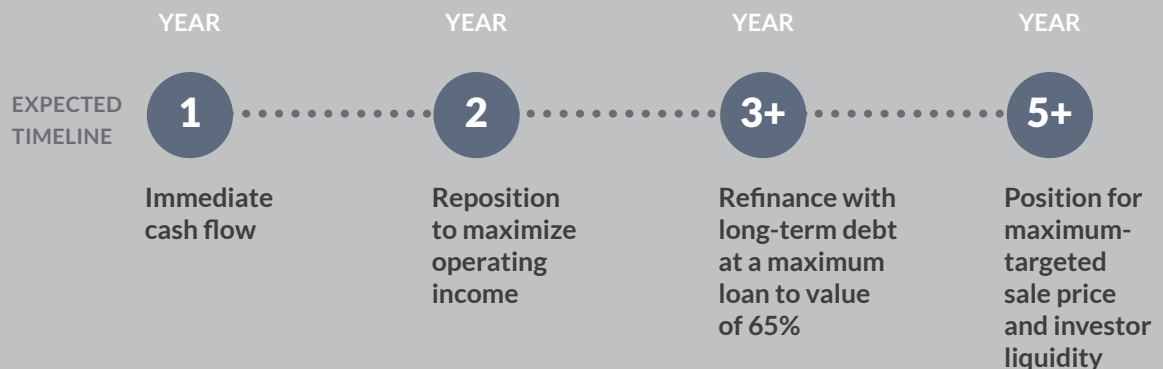 YEAR
YEAR
YEAR
YEAR
EXPECTED
TIMELINE
1
2
3+
5+
Immediate
cash flow
Reposition
to maximize
operating
income
Refinance with
long-term debt
at a maximum
loan to value
of 65%
Position for
maximum-
targeted
sale price
and investor
liquidity